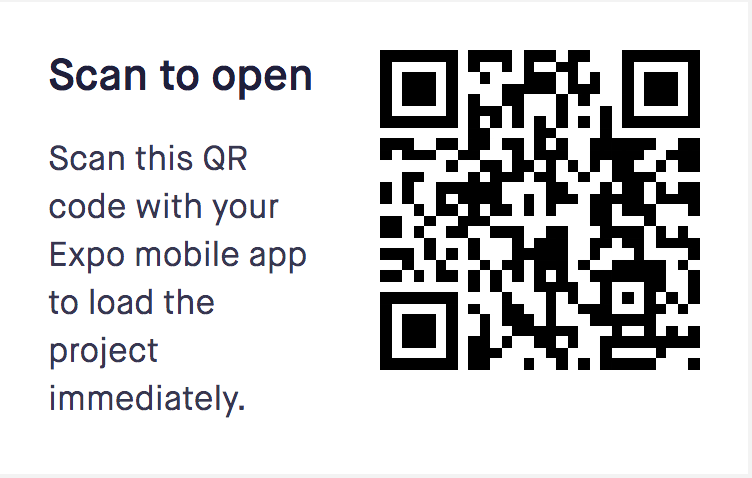 Scan to open
Scan this QR
code with your
Expo mobile app
to load the
project
immediately.